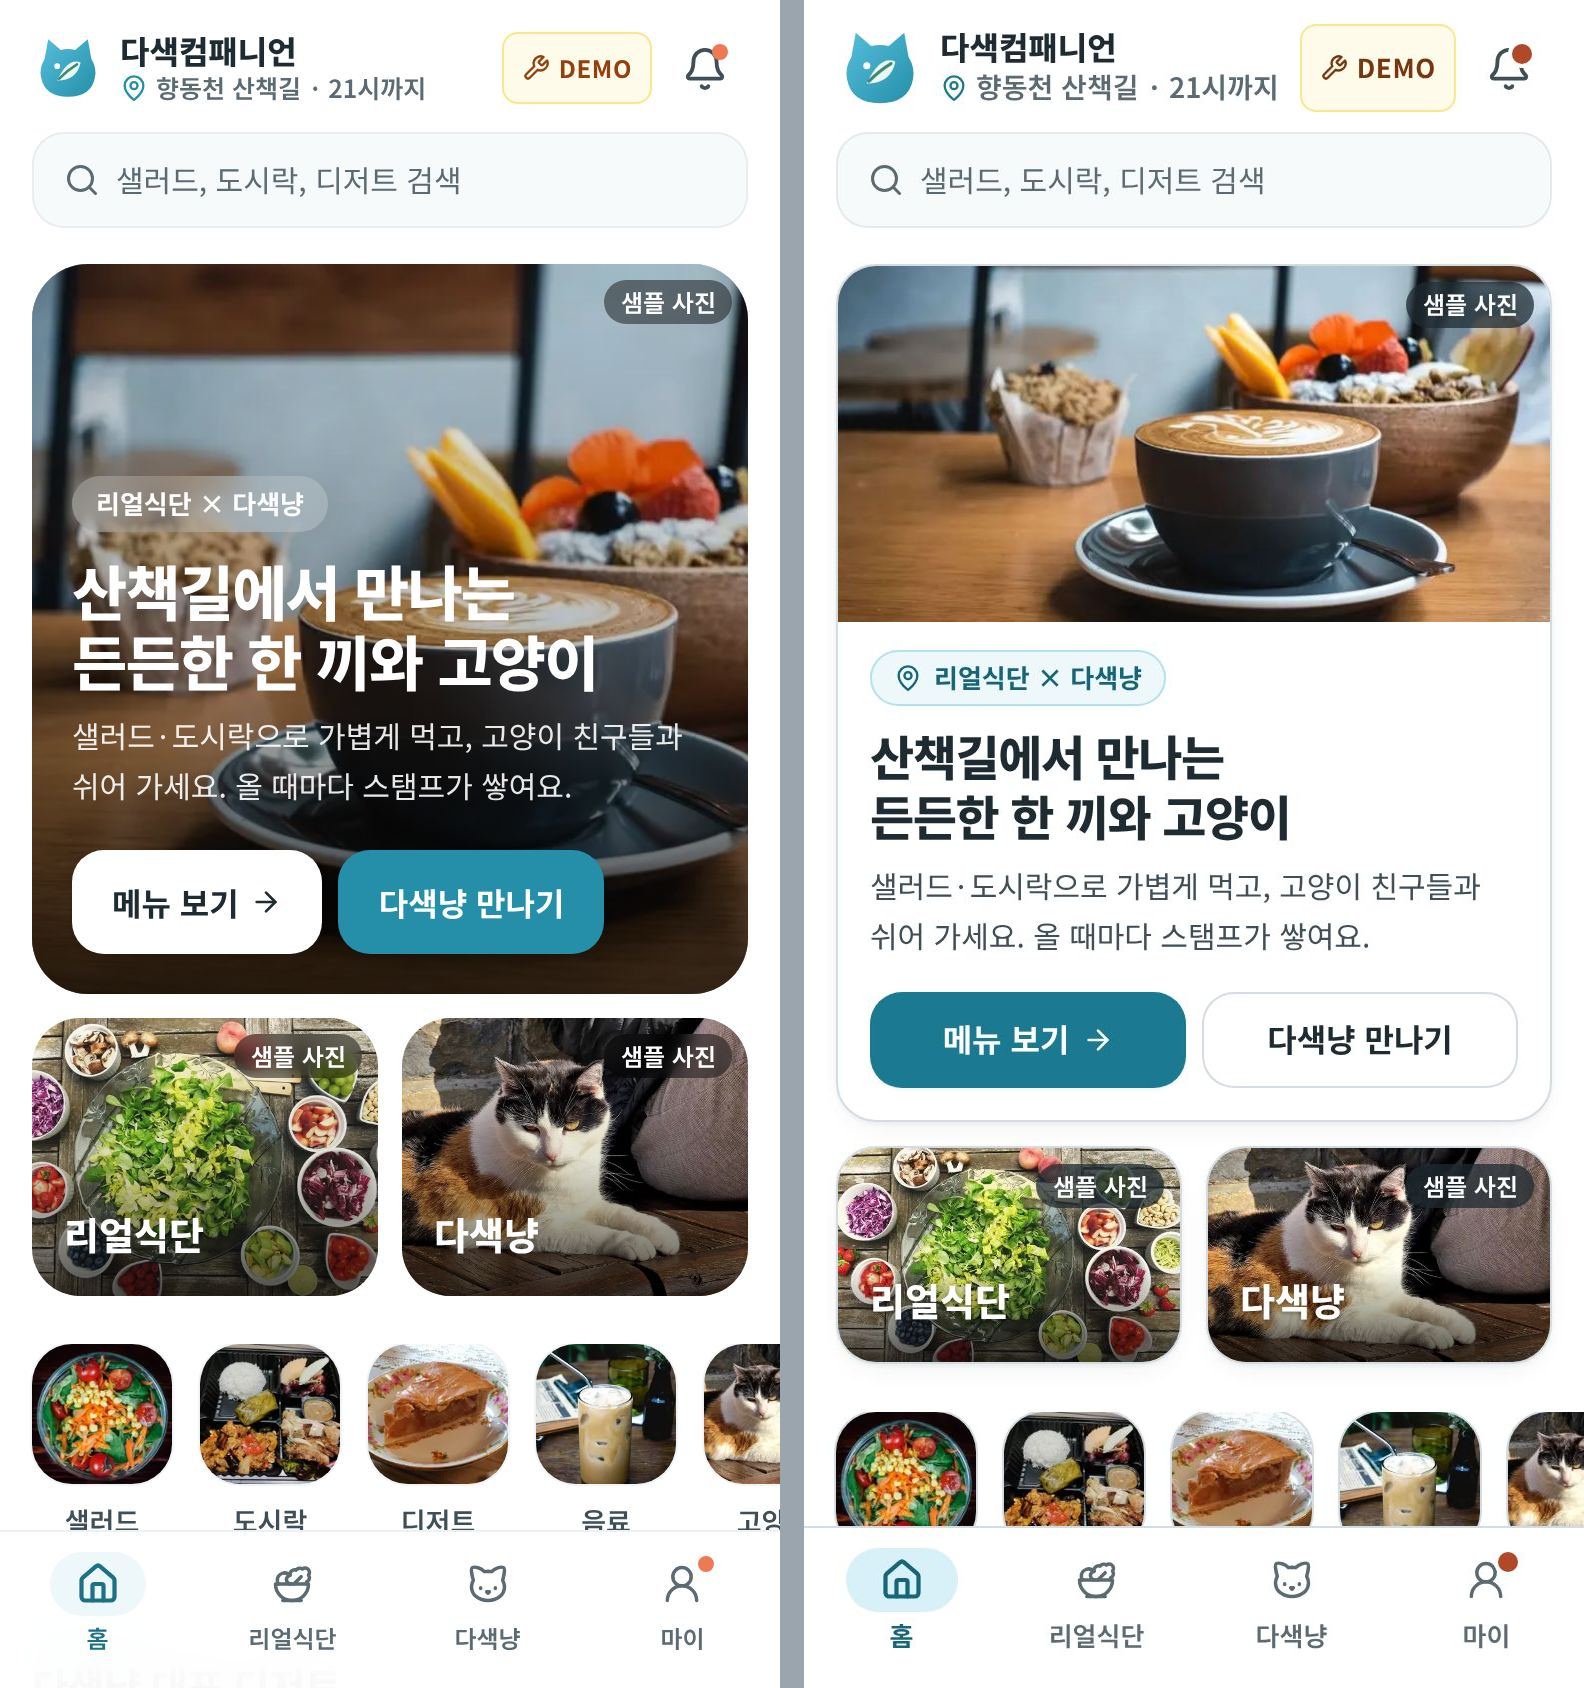 다색컴패니언
향동천 산책길 · 21시까지
DEMO
샐러드, 도시락, 디저트 검색
샘플 사진
리얼식단 × 다색냥
산책길에서 만나는
든든한 한 끼와 고양이
샐러드·도시락으로 가볍게 먹고, 고양이 친구들과
쉬어 가세요. 올 때마다 스탬프가 쌓여요.
메뉴 보기 →
다색냥 만나기
샘플 사진
리얼식단
샘플 사진
다색냥
샐러드
도시락
디저트
음료
고양
홈
리얼식단
다색냥
마이
다색냥 대표 디저트
다색컴패니언
향동천 산책길 · 21시까지
DEMO
샐러드, 도시락, 디저트 검색
샘플 사진
리얼식단 × 다색냥
산책길에서 만나는
든든한 한 끼와 고양이
샐러드·도시락으로 가볍게 먹고, 고양이 친구들과
쉬어 가세요. 올 때마다 스탬프가 쌓여요.
메뉴 보기 →
다색냥 만나기
샘플 사진
리얼식단
샘플 사진
다색냥
홈
리얼식단
다색냥
마이